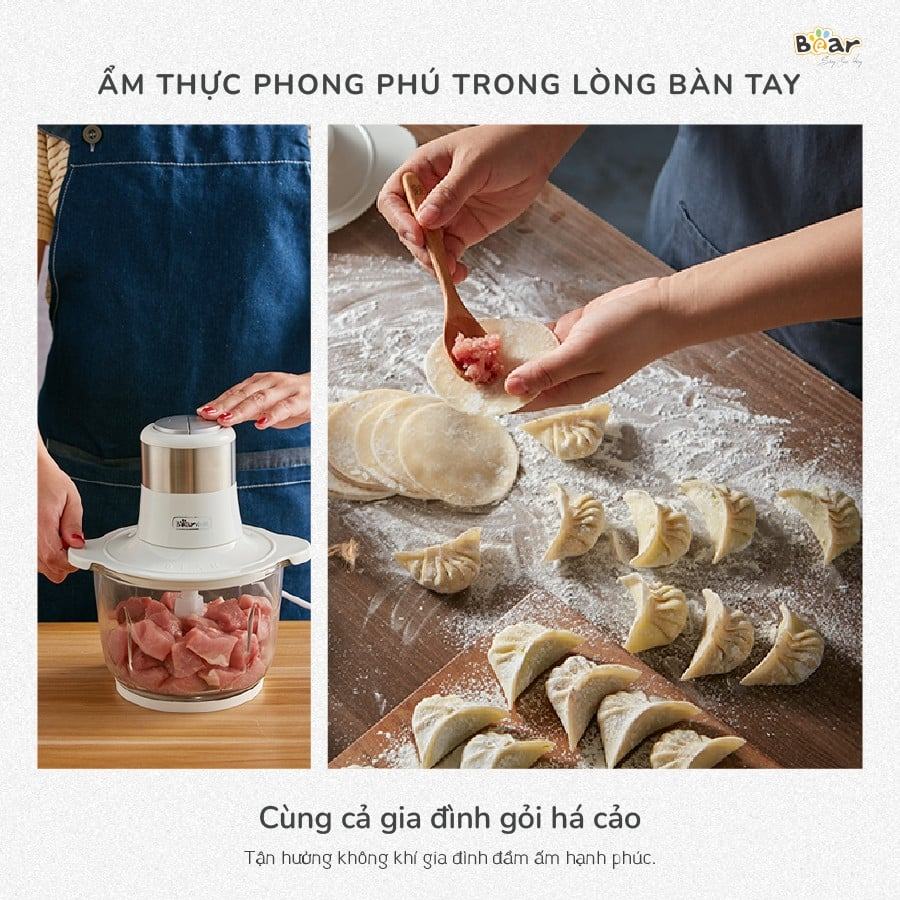 Bear
ẨM THỰC PHONG PHÚ TRONG LÒNG BÀN TAY
Bear
Cùng cả gia đình gỏi há cảo
Tận hưởng không khí gia đình đầm ấm hạnh phúc.